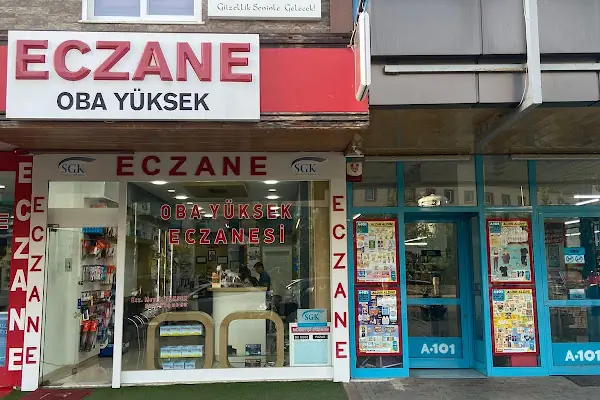 Güzellik Seninle Gelecek!
ECZANE
OBA YÜKSEK
SGK
ECZANE
SGK
OBA YÜKSEK
ECZANESİ
ECZANE
ECZANE
ECZANE
SGK
A-101
A-101